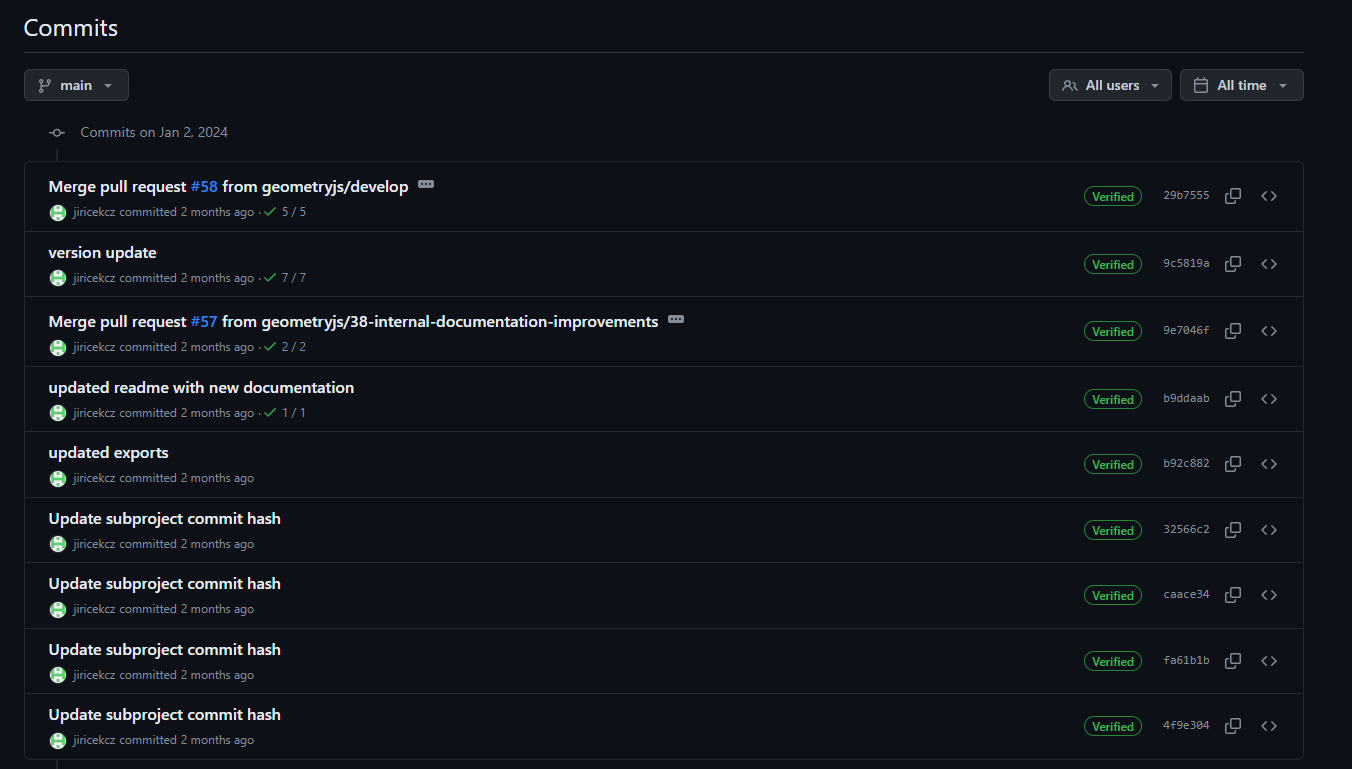 Commits
main
All users
All time
Commits on Jan 2, 2024
Merge pull request #58 from geometryjs/develop
jiricekcz committed 2 months ago · 5 / 5
Verified
29b7555
version update
jiricekcz committed 2 months ago · 7 / 7
Verified
9c5819a
Merge pull request #57 from geometryjs/38-internal-documentation-improvements
jiricekcz committed 2 months ago · 2 / 2
Verified
9e7046f
updated readme with new documentation
jiricekcz committed 2 months ago · 1 / 1
Verified
b9ddaab
updated exports
jiricekcz committed 2 months ago
Verified
b92c882
Update subproject commit hash
jiricekcz committed 2 months ago
Verified
32566c2
Update subproject commit hash
jiricekcz committed 2 months ago
Verified
caace34
Update subproject commit hash
jiricekcz committed 2 months ago
Verified
fa61b1b
Update subproject commit hash
jiricekcz committed 2 months ago
Verified
4f9e304